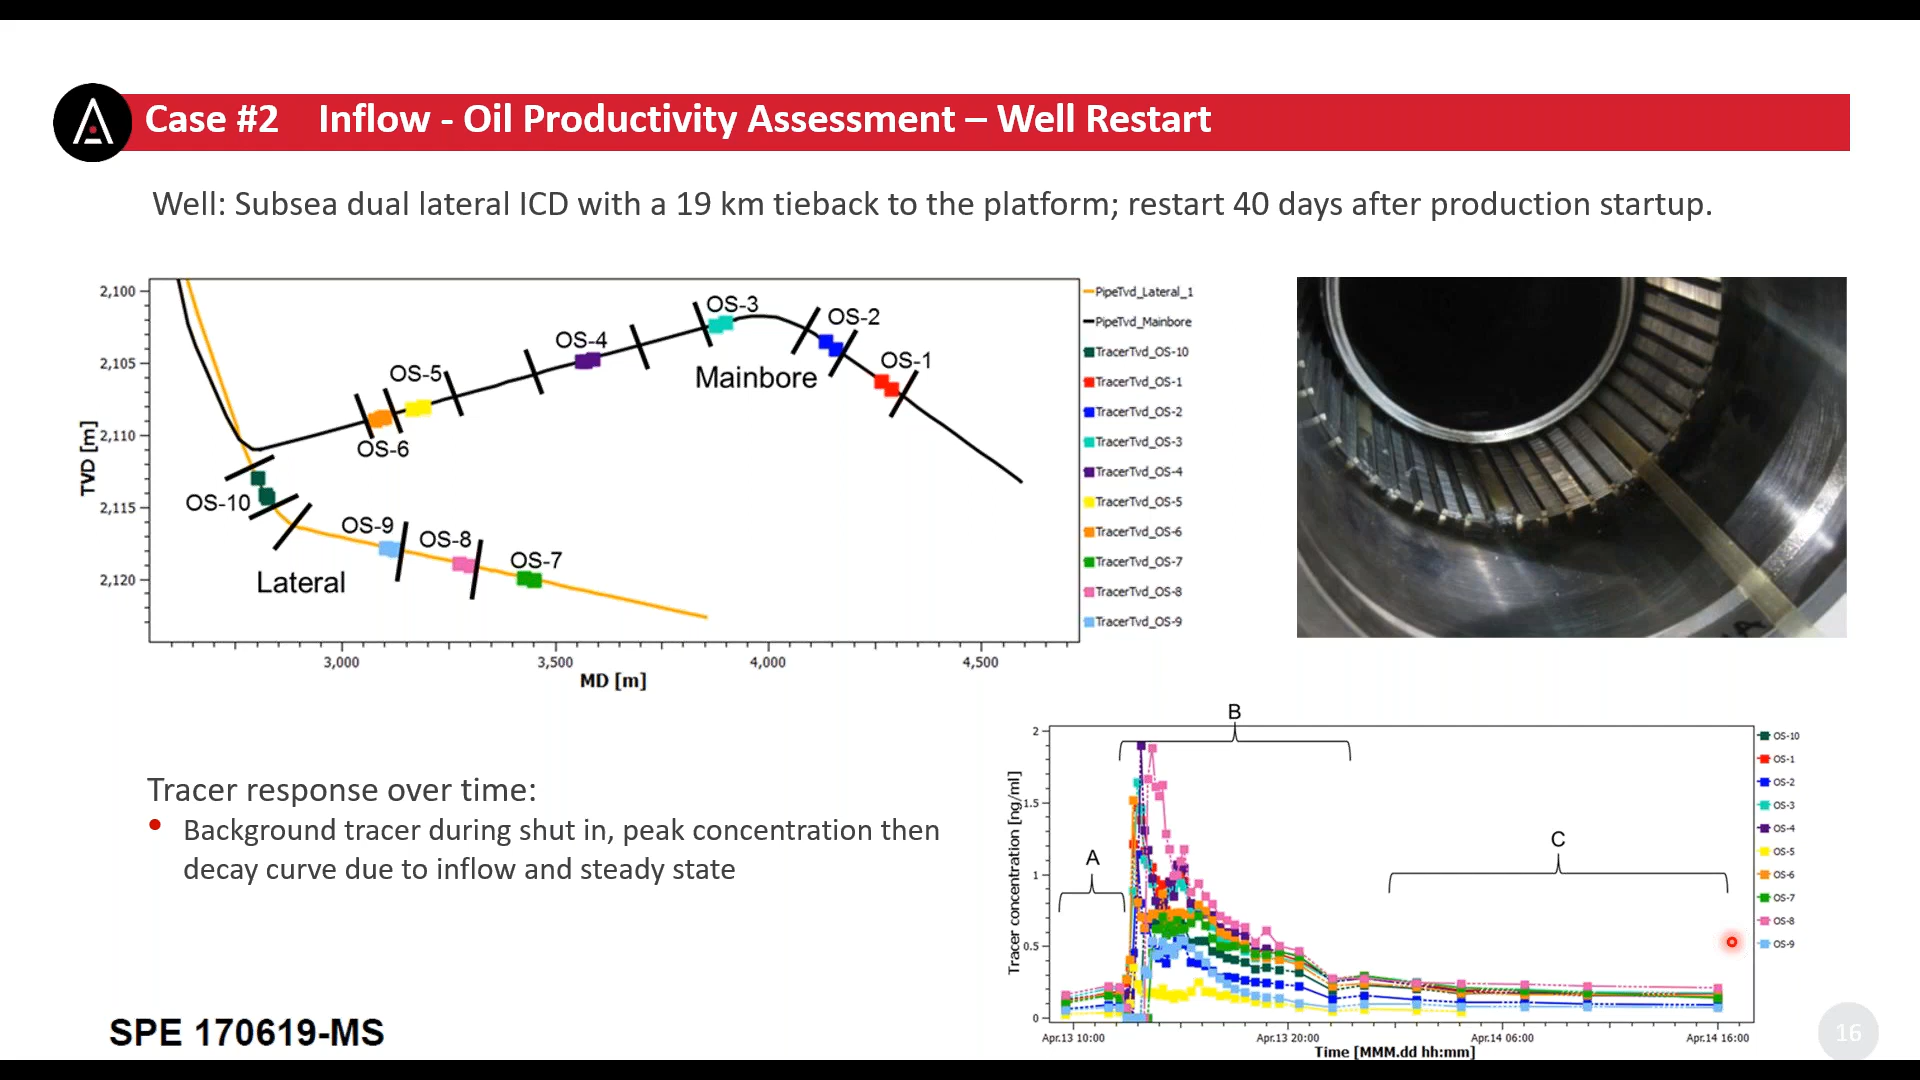 Case #2 Inflow - Oil Productivity Assessment – Well Restart
Well: Subsea dual lateral ICD with a 19 km tieback to the platform; restart 40 days after production startup.
2,100
2,105
2,110
2,115
2,120
TVD [m]
3,000
3,500
4,000
4,500
MD [m]
OS-3
OS-2
OS-4
OS-1
OS-5
Mainbore
OS-6
OS-10
OS-9
OS-8
OS-7
Lateral
PipeTvd_Lateral_1
PipeTvd_Mainbore
TracerTvd_OS-10
TracerTvd_OS-1
TracerTvd_OS-2
TracerTvd_OS-3
TracerTvd_OS-4
TracerTvd_OS-5
TracerTvd_OS-6
TracerTvd_OS-7
TracerTvd_OS-8
TracerTvd_OS-9
Tracer response over time:
Background tracer during shut in, peak concentration then
decay curve due to inflow and steady state
B
A
C
2
1.5
1
0.5
0
Tracer concentration [ng/ml]
Apr.13 10:00
Apr.13 20:00
Apr.14 06:00
Apr.14 16:00
Time [MMM.dd hh:mm]
OS-10
OS-1
OS-2
OS-3
OS-4
OS-5
OS-6
OS-7
OS-8
OS-9
SPE 170619-MS
16